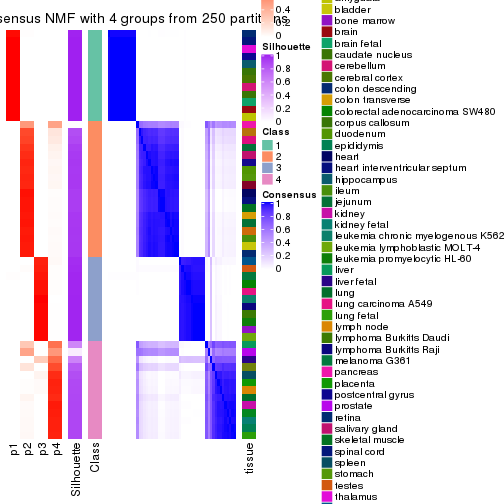 sensus NMF with 4 groups from 250 partitions
p1
p2
p3
p4
Silhouette
Class
tissue
0.4
0.2
0
Silhouette
1
0.8
0.6
0.4
0.2
0
Class
1
2
3
4
Consensus
1
0.8
0.6
0.4
0.2
0
amygdala
bladder
bone marrow
brain
brain fetal
caudate nucleus
cerebellum
cerebral cortex
colon descending
colon transverse
colorectal adenocarcinoma SW480
corpus callosum
duodenum
epididymis
heart
heart interventricular septum
hippocampus
ileum
jejunum
kidney
kidney fetal
leukemia chronic myelogenous K562
leukemia lymphoblastic MOLT-4
leukemia promyelocytic HL-60
liver
liver fetal
lung
lung carcinoma A549
lung fetal
lymph node
lymphoma Burkitts Daudi
lymphoma Burkitts Raji
melanoma G361
pancreas
placenta
postcentral gyrus
prostate
retina
salivary gland
skeletal muscle
spinal cord
spleen
stomach
testes
thalamus